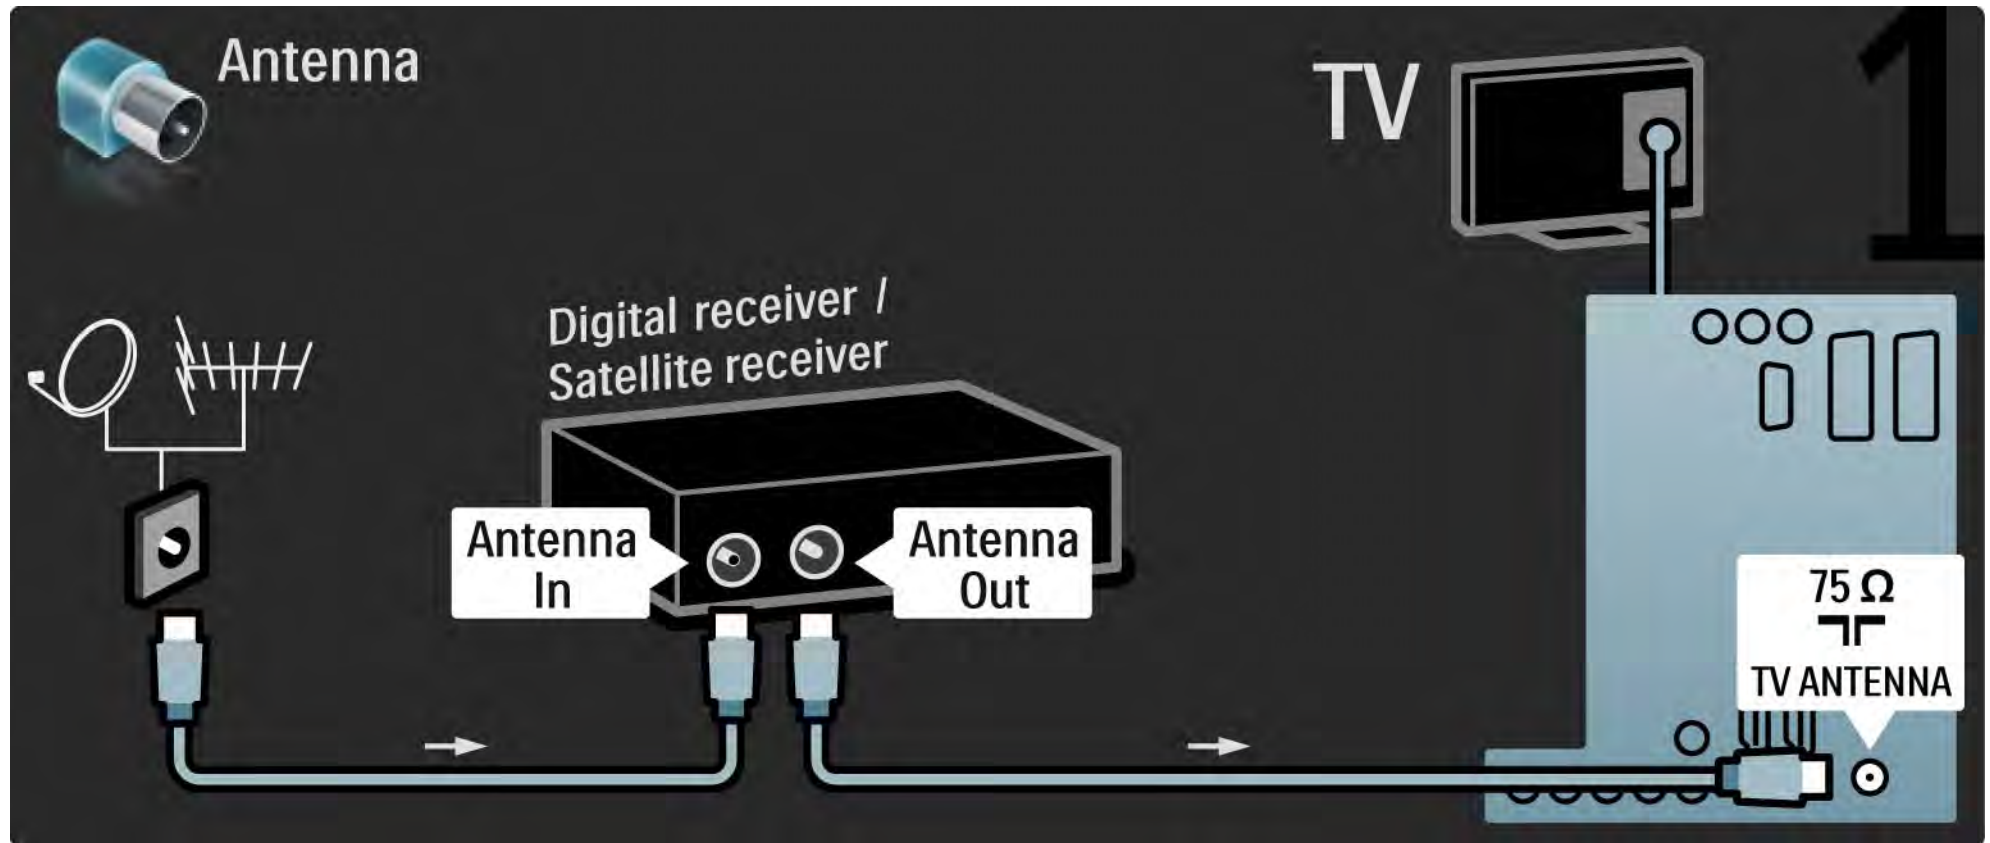 Antenna
TV
1
Digital receiver /
Satellite receiver
Antenna
In
Antenna
Out
75 Ω
TV ANTENNA